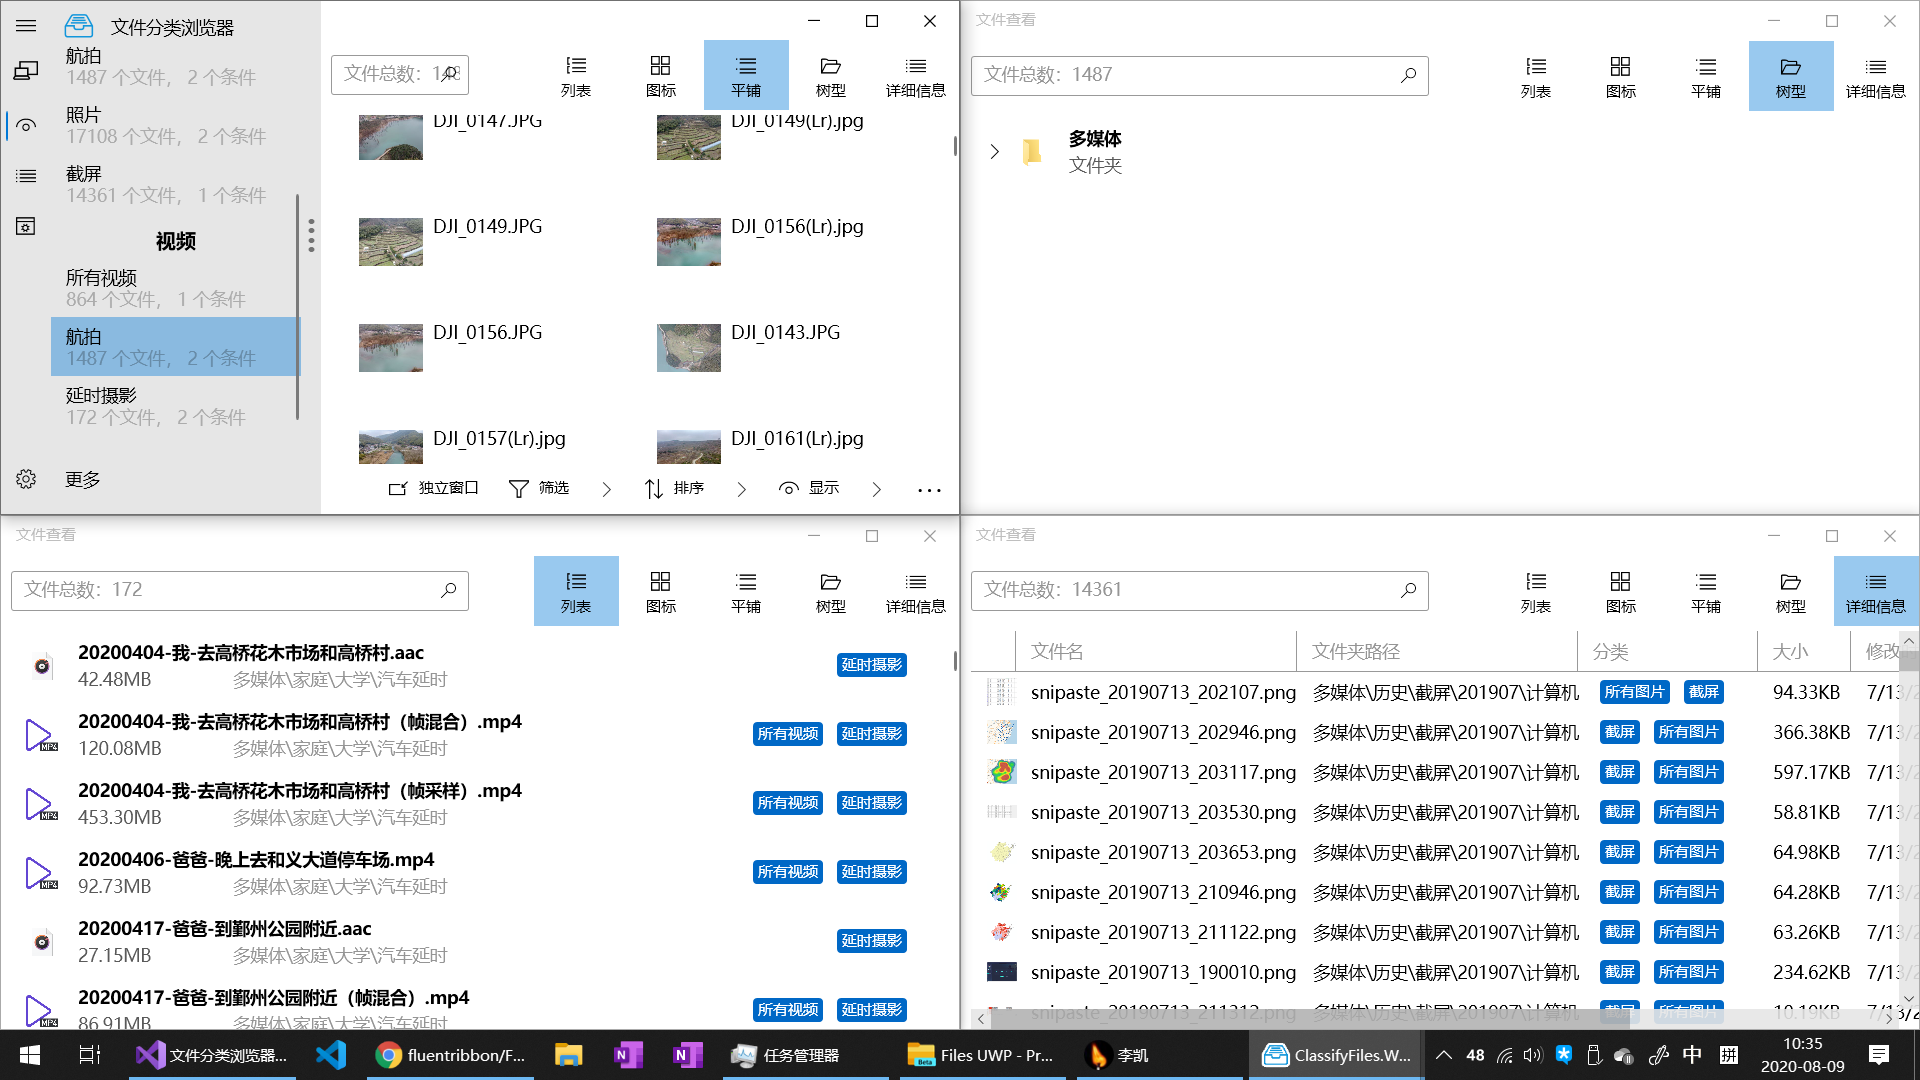 文件分类浏览器
航拍
1487 个文件， 2 个条件
照片
17108 个文件， 2 个条件
截屏
14361 个文件， 1 个条件
视频
所有视频
864 个文件， 1 个条件
航拍
1487 个文件， 2 个条件
延时摄影
172 个文件， 2 个条件
更多
文件总数：
列表
图标
平铺
树型
详细信息
DJI_0147.JPG
DJI_0149(Lr).jpg
DJI_0149.JPG
DJI_0156(Lr).jpg
DJI_0156.JPG
DJI_0143.JPG
DJI_0157(Lr).jpg
DJI_0161(Lr).jpg
独立窗口
筛选
排序
显示
文件查看
文件总数：1487
列表
图标
平铺
树型
详细信息
多媒体
文件夹
文件查看
文件总数：172
列表
图标
平铺
树型
详细信息
20200404-我-去高桥花木市场和高桥村.aac
42.48MB 多媒体\家庭\大学\汽车延时
延时摄影
20200404-我-去高桥花木市场和高桥村（帧混合）.mp4
120.08MB 多媒体\家庭\大学\汽车延时
所有视频 延时摄影
20200404-我-去高桥花木市场和高桥村（帧采样）.mp4
453.30MB 多媒体\家庭\大学\汽车延时
所有视频 延时摄影
20200406-爸爸-晚上去和义大道停车场.mp4
92.73MB 多媒体\家庭\大学\汽车延时
所有视频 延时摄影
20200417-爸爸-到鄞州公园附近.aac
27.15MB 多媒体\家庭\大学\汽车延时
延时摄影
20200417-爸爸-到鄞州公园附近（帧混合）.mp4
86.91MB 多媒体\家庭\大学\汽车延时
所有视频 延时摄影
文件查看
文件总数：14361
列表
图标
平铺
树型
详细信息
文件名 文件夹路径 分类 大小 修改
snipaste_20190713_202107.png 多媒体\历史\截屏\201907\计算机 所有图片 截屏 94.33KB 7/13/2
snipaste_20190713_202946.png 多媒体\历史\截屏\201907\计算机 截屏 所有图片 366.38KB 7/13/2
snipaste_20190713_203117.png 多媒体\历史\截屏\201907\计算机 截屏 所有图片 597.17KB 7/13/2
snipaste_20190713_203530.png 多媒体\历史\截屏\201907\计算机 截屏 所有图片 58.81KB 7/13/2
snipaste_20190713_203653.png 多媒体\历史\截屏\201907\计算机 截屏 所有图片 64.98KB 7/13/2
snipaste_20190713_210946.png 多媒体\历史\截屏\201907\计算机 截屏 所有图片 64.28KB 7/13/2
snipaste_20190713_211122.png 多媒体\历史\截屏\201907\计算机 截屏 所有图片 63.26KB 7/13/2
snipaste_20190713_190010.png 多媒体\历史\截屏\201907\计算机 截屏 所有图片 234.62KB 7/13/2
snipaste_20190713_211312.png 多媒体\历史\截屏\201907\计算机 截屏 所有图片 10.19KB 7/13/2
文件分类浏览器...
fluentribbon/F...
任务管理器
Files UWP - Pr...
李凯
ClassifyFiles.W...
48
中
拼
10:35
2020-08-09